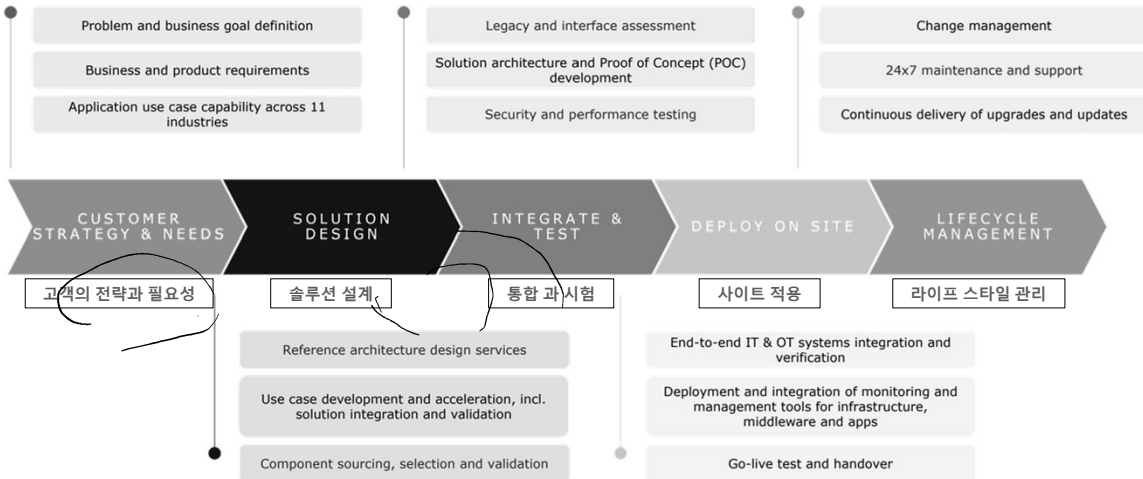 Problem and business goal definition
Business and product requirements
Application use case capability across 11
industries
Legacy and interface assessment
Solution architecture and Proof of Concept (POC)
development
Security and performance testing
Change management
24x7 maintenance and support
Continuous delivery of upgrades and updates
CUSTOMER
STRATEGY & NEEDS
SOLUTION
DESIGN
INTEGRATE &
TEST
DEPLOY ON SITE
LIFECYCLE
MANAGEMENT
고객의 전략과 필요성
솔루션 설계
통합 과 시험
사이트 적용
라이프 스타일 관리
Reference architecture design services
Use case development and acceleration, incl.
solution integration and validation
Component sourcing, selection and validation
End-to-end IT & OT systems integration and
verification
Deployment and integration of monitoring and
management tools for infrastructure,
middleware and apps
Go-live test and handover